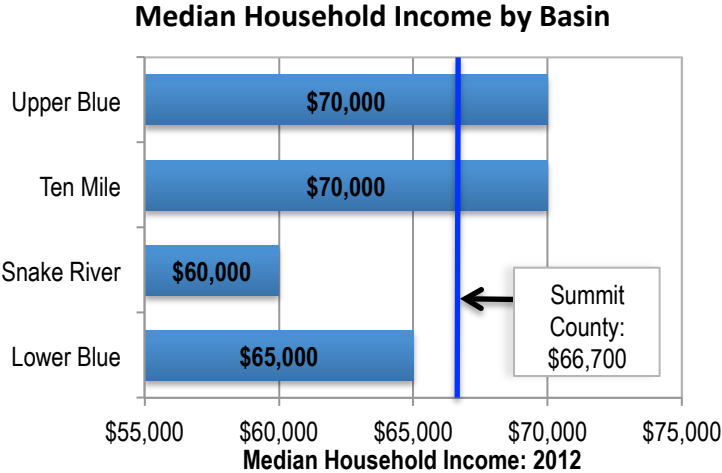 Median Household Income by Basin
Upper Blue
$70,000
Ten Mile
$70,000
Snake River
$60,000
Lower Blue
$65,000
Summit
County:
$66,700
$55,000 $60,000 $65,000 $70,000 $75,000
Median Household Income: 2012